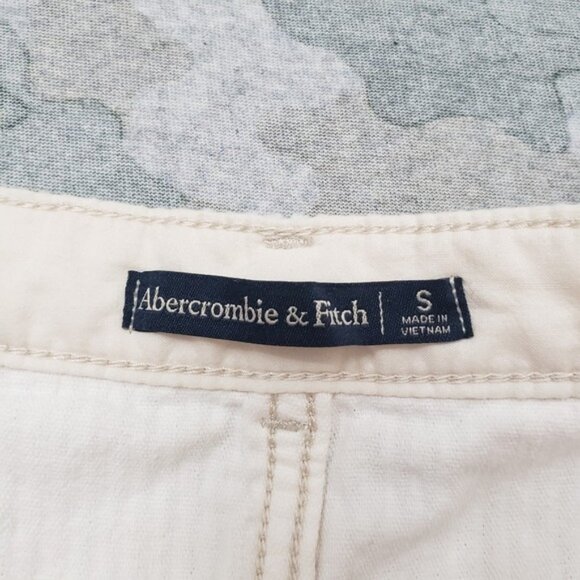 Abercrombie & Fitch
S
MADE IN
VIETNAM